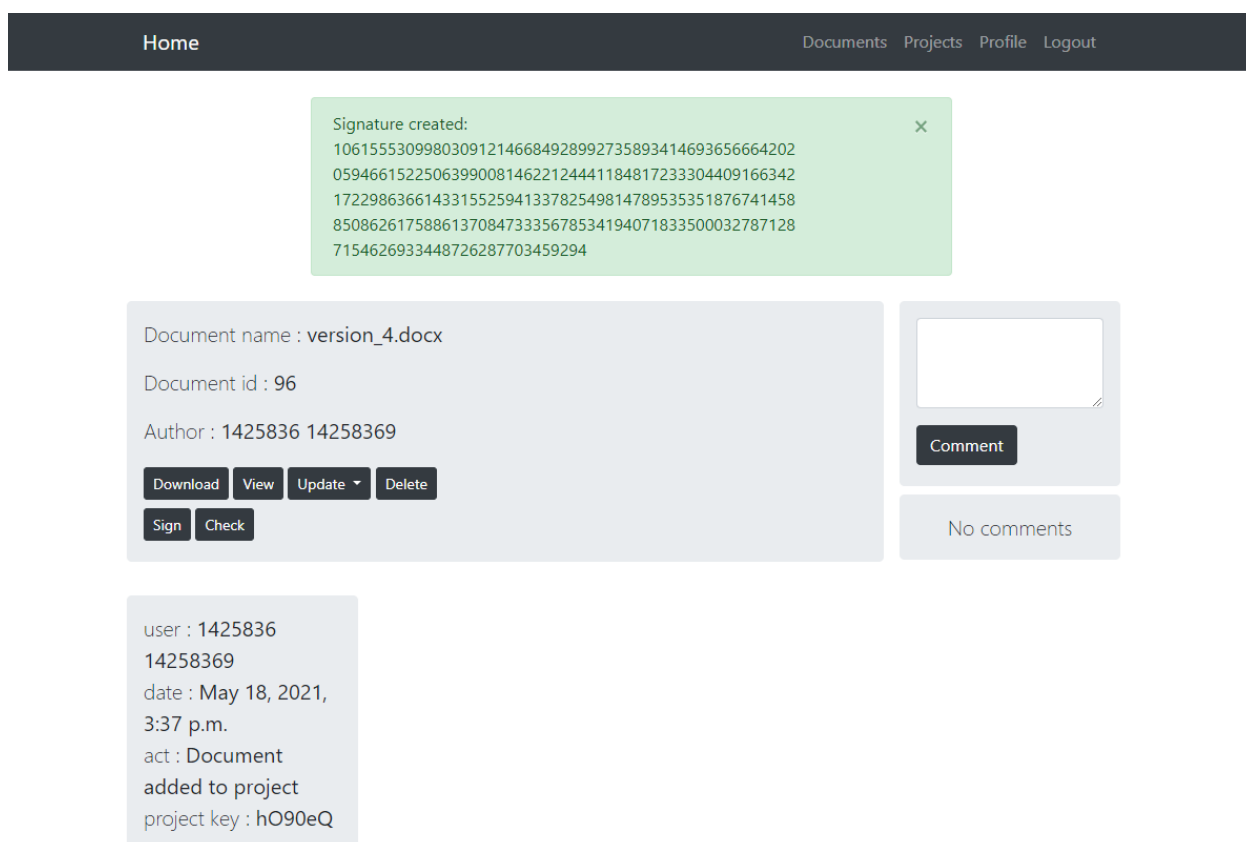 Home Documents Projects Profile Logout
Signature created:
×
106155530998030912146684928992735893414693656664202
059466152250639900814622124441184817233304409166342
172298636614331552594133782549814789535351876741458
850862617588613708473335678534194071833500032787128
7154626933448726287703459294
Document name : version_4.docx
Document id : 96
Author : 1425836 14258369
Download View Update Delete
Sign Check
Comment
No comments
user : 1425836
14258369
date : May 18, 2021,
3:37 p.m.
act : Document
added to project
project key : hO90eQ